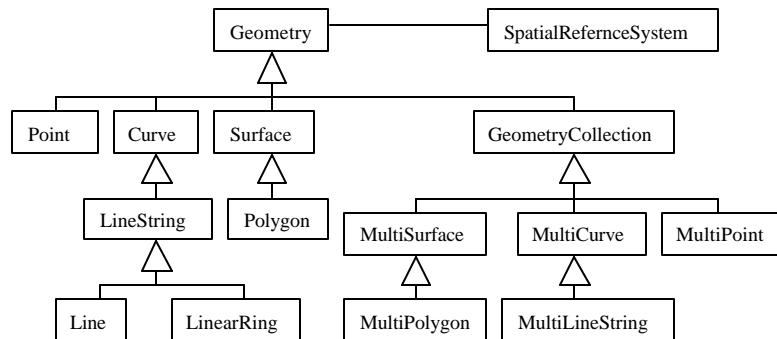 Geometry
SpatialRefernceSystem
Point
Curve
Surface
GeometryCollection
LineString
Polygon
MultiSurface
MultiCurve
MultiPoint
Line
LinearRing
MultiPolygon
MultiLineString